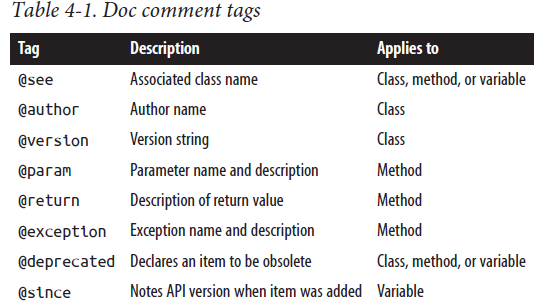 Table 4-1. Doc comment tags
Tag Description Applies to
@see Associated class name Class, method, or variable
@author Author name Class
@version Version string Class
@param Parameter name and description Method
@return Description of return value Method
@exception Exception name and description Method
@deprecated Declares an item to be obsolete Class, method, or variable
@since Notes API version when item was added Variable